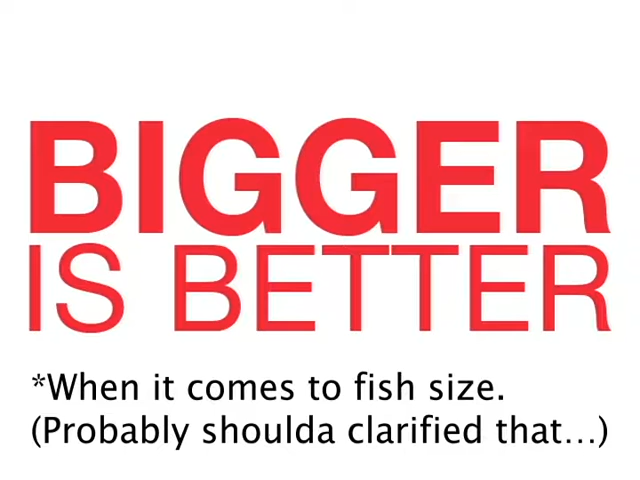 BIGGER
IS BETTER
*When it comes to fish size.
(Probably shoulda clarified that...)